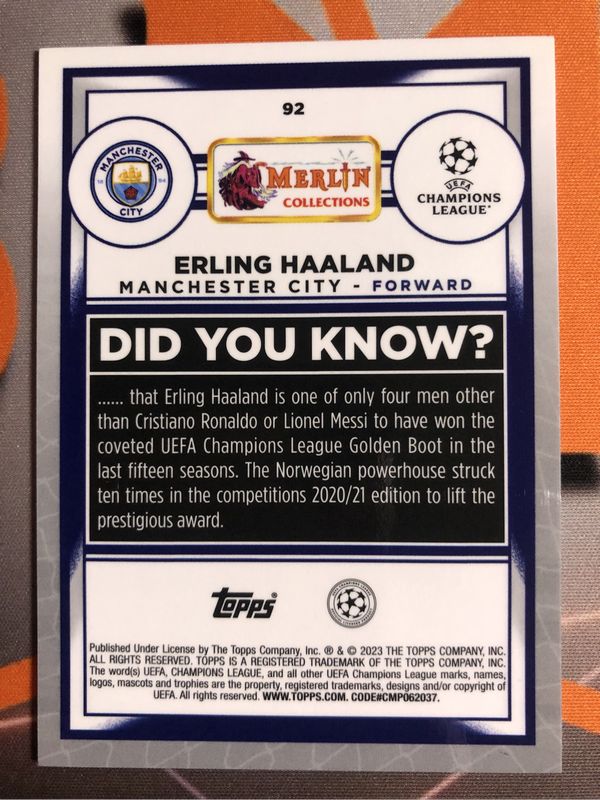 92
MANCHESTER
18 94
CITY
MERLIN
COLLECTIONS
UEFA
CHAMPIONS
LEAGUE®
ERLING HAALAND
MANCHESTER CITY - FORWARD
DID YOU KNOW?
...... that Erling Haaland is one of only four men other
than Cristiano Ronaldo or Lionel Messi to have won the
coveted UEFA Champions League Golden Boot in the
last fifteen seasons. The Norwegian powerhouse struck
ten times in the competitions 2020/21 edition to lift the
prestigious award.
topps®
Published Under License by The Topps Company, Inc. ® & © 2023 THE TOPPS COMPANY, INC.
ALL RIGHTS RESERVED. TOPPS IS A REGISTERED TRADEMARK OF THE TOPPS COMPANY, INC.
The word(s) UEFA, CHAMPIONS LEAGUE, and all other UEFA Champions League marks, names,
logos, mascots and trophies are the property, registered trademarks, designs and/or copyright of
UEFA. All rights reserved. WWW.TOPPS.COM. CODE#CMP062037.